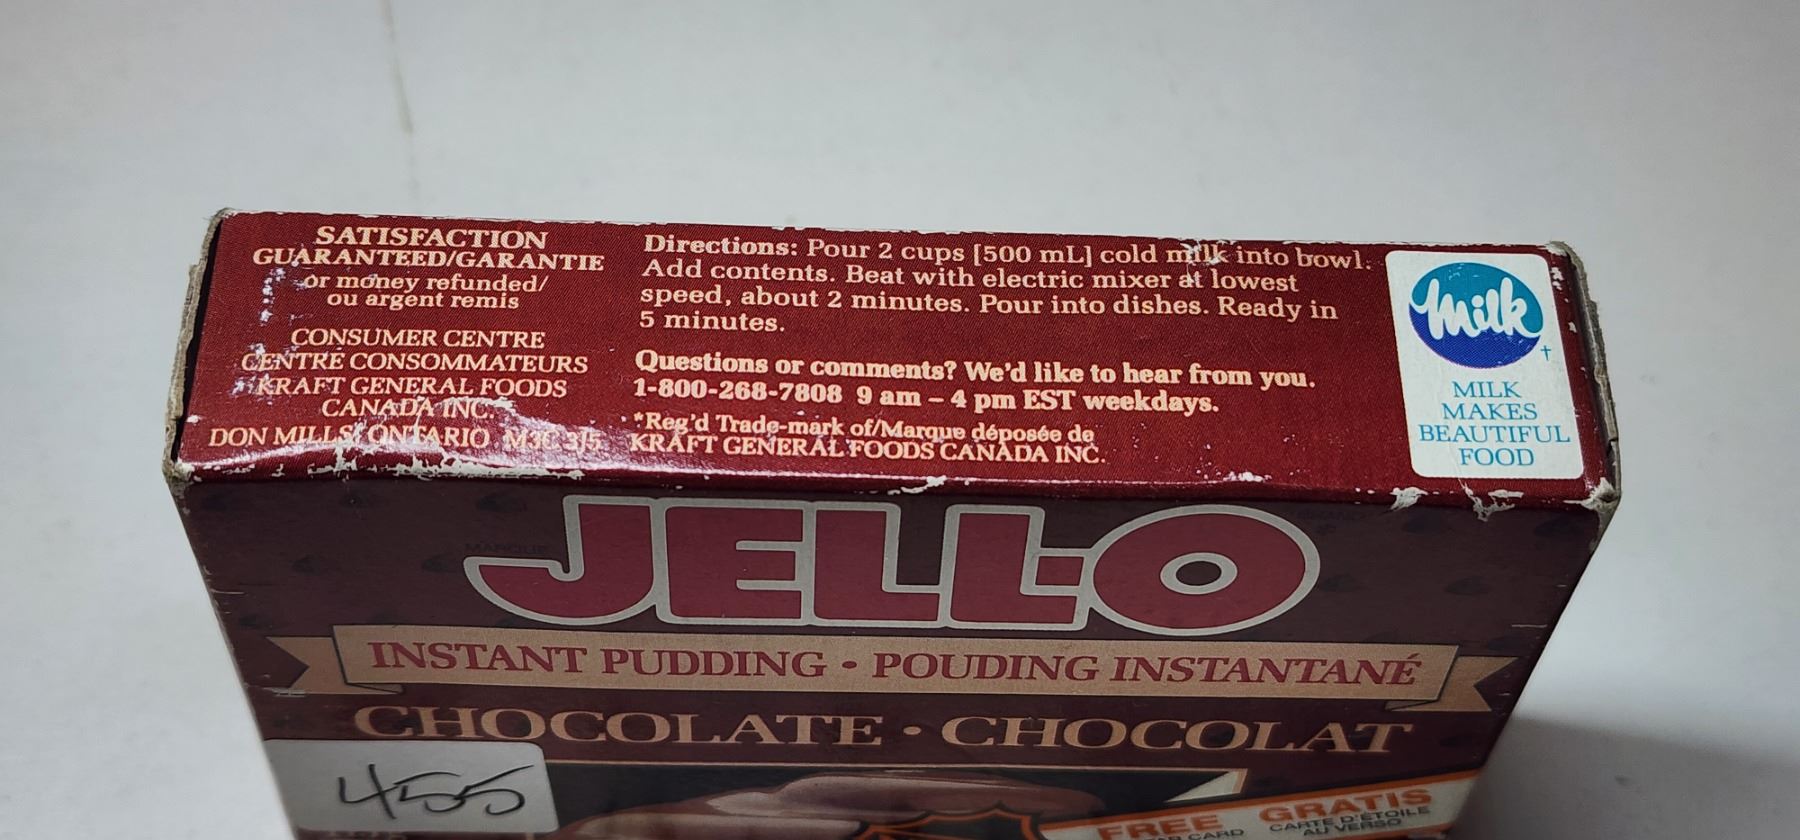 SATISFACTION
GUARANTEED/GARANTIE
or money refunded/
ou argent remis
CONSUMER CENTRE
CENTRE CONSOMMATEURS
KRAFT GENERAL FOODS
CANADA INC.
DON MILLS, ONTARIO M3C 3J5
Directions: Pour 2 cups [500 mL] cold milk into bowl.
Add contents. Beat with electric mixer at lowest
speed, about 2 minutes. Pour into dishes. Ready in
5 minutes.
Questions or comments? We'd like to hear from you.
1-800-268-7808 9 am – 4 pm EST weekdays.
*Reg'd Trade-mark of/Marque déposée de
KRAFT GENERAL FOODS CANADA INC.
Milk†
MILK
MAKES
BEAUTIFUL
FOOD
JELL-O
INSTANT PUDDING • POUDING INSTANTANÉ
CHOCOLATE • CHOCOLAT
455
FREE
CARD
GRATIS
CARTE D'ÉTOILE
AU VERSO